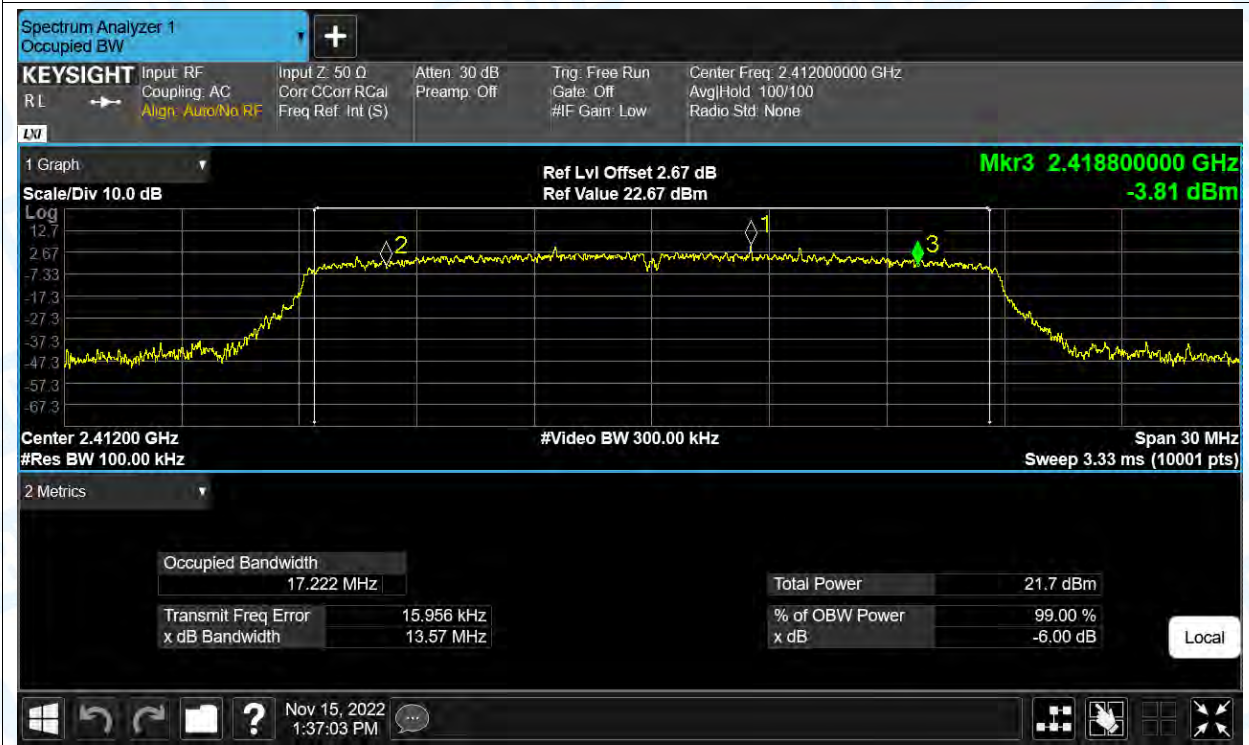 Spectrum Analyzer 1
Occupied BW
+
KEYSIGHT
RL
LXI
Input: RF
Coupling: AC
Align: Auto/No RF
Input Z: 50 Ω
Corr CCorr RCal
Freq Ref: Int (S)
Atten: 30 dB
Preamp: Off
Trig: Free Run
Gate: Off
#IF Gain: Low
Center Freq: 2.412000000 GHz
Avg|Hold: 100/100
Radio Std: None
1 Graph
Scale/Div 10.0 dB
Ref Lvl Offset 2.67 dB
Ref Value 22.67 dBm
Mkr3 2.418800000 GHz
-3.81 dBm
Log
12.7
2.67
-7.33
-17.3
-27.3
-37.3
-47.3
-57.3
-67.3
2
1
3
Center 2.41200 GHz
#Res BW 100.00 kHz
#Video BW 300.00 kHz
Span 30 MHz
Sweep 3.33 ms (10001 pts)
2 Metrics
Occupied Bandwidth
17.222 MHz
Transmit Freq Error 15.956 kHz
x dB Bandwidth 13.57 MHz
Total Power 21.7 dBm
% of OBW Power 99.00 %
x dB -6.00 dB
Local
?
Nov 15, 2022
1:37:03 PM